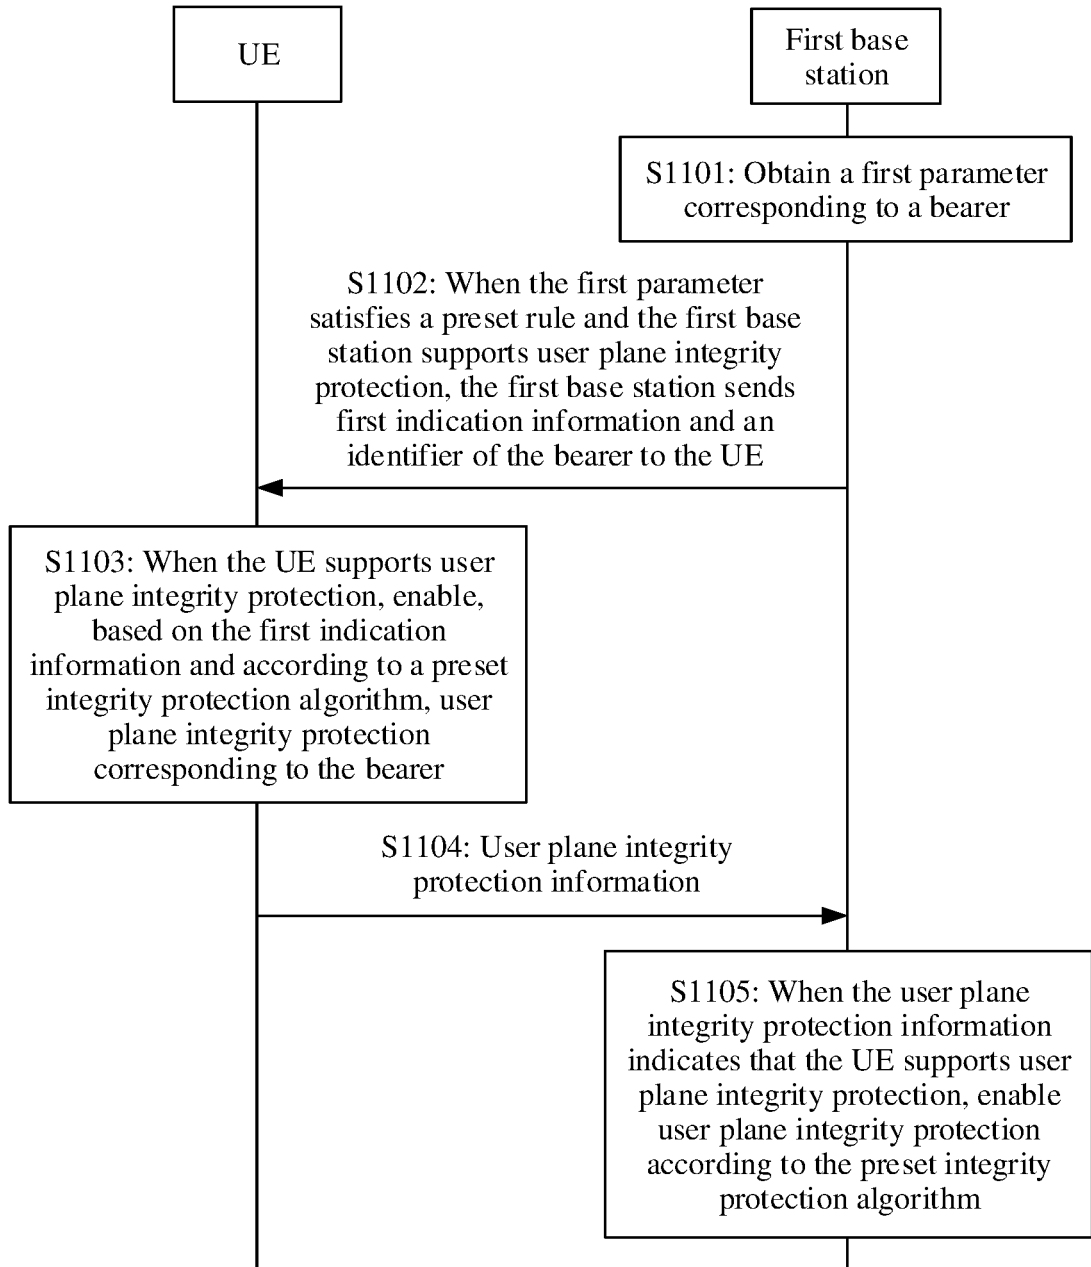 UE
First base
station
S1101: Obtain a first parameter
corresponding to a bearer
S1102: When the first parameter
satisfies a preset rule and the first base
station supports user plane integrity
protection, the first base station sends
first indication information and an
identifier of the bearer to the UE
S1103: When the UE supports user
plane integrity protection, enable,
based on the first indication
information and according to a preset
integrity protection algorithm, user
plane integrity protection
corresponding to the bearer
S1104: User plane integrity
protection information
S1105: When the user plane
integrity protection information
indicates that the UE supports user
plane integrity protection, enable
user plane integrity protection
according to the preset integrity
protection algorithm